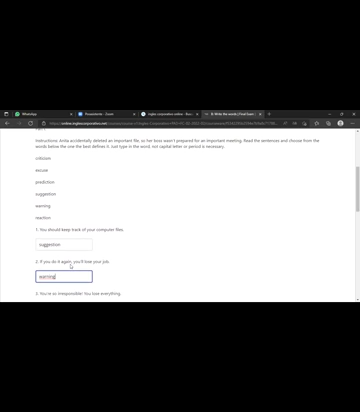 WhatsApp
Part 1
Instructions: Anita accidentally deleted an important file, so her boss wasn't prepared for an important meeting. Read the sentences and choose from
words below the one the best defines it. Just type in the word, not capital letter or period is necessary.
criticism
excuse
prediction
suggestion
warning
reaction
1. You should keep track of your computer files.
suggestion
2. If you do it again, you'll lose your job.
warning
3. You're so irresponsible! You lose everything.